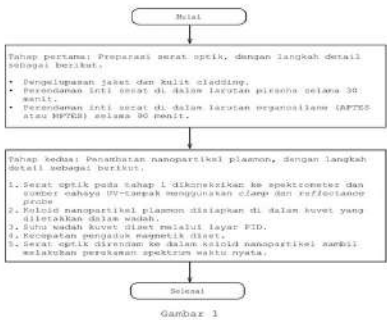 Mulai
Tahap pertama: Preparasi serat optik, dengan langkah detail
sebagai berikut.
• Pengelupasan jaket dan kulit cladding.
• Perendaman inti serat di dalam larutan piranha selama 30
menit.
• Perendaman inti serat di dalam larutan organosilane (APTES
atau MPTES) selama 90 menit.
Tahap kedua: Penambatan nanopartikel plasmon, dengan langkah
detail sebagai berikut.
1. Serat optik pada tahap 1 dikoneksikan ke spektrometer dan
sumber cahaya UV-tampak menggunakan clamp dan reflectance
probe
2. Koloid nanopartikel plasmon disiapkan di dalam kuvet yang
diletakkan dalam wadah.
3. Suhu wadah kuvet diset melalui layar PID.
4. Kecepatan pengaduk magnetik diset.
5. Serat optik direndam ke dalam koloid nanopartikel sambil
melakukan perekaman spektrum waktu nyata.
Selesai
Gambar 1